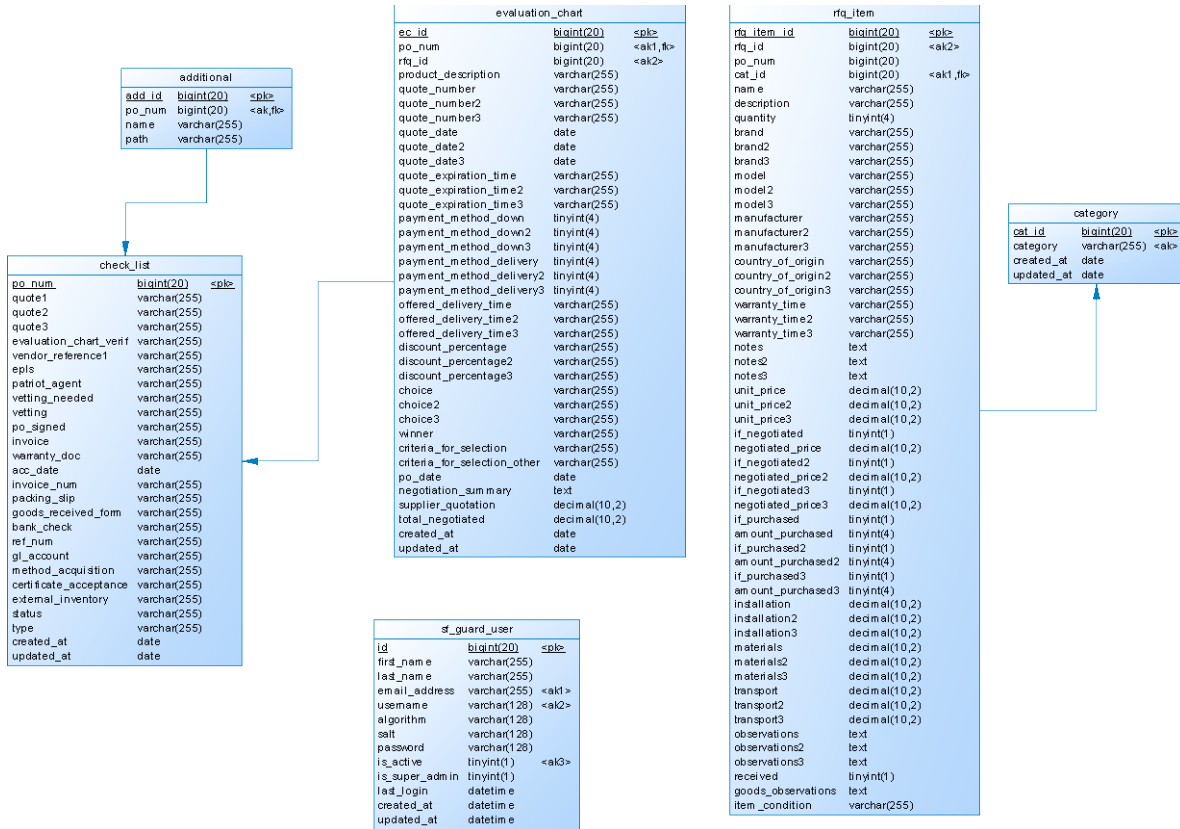 additional
add_id bigint(20) <pk>
po_num bigint(20) <ak,fk>
name varchar(255)
path varchar(255)
check_list
po_num bigint(20) <pk>
quote1 varchar(255)
quote2 varchar(255)
quote3 varchar(255)
evaluation_chart_verif varchar(255)
vendor_reference1 varchar(255)
epls varchar(255)
patriot_agent varchar(255)
vetting_needed varchar(255)
vetting varchar(255)
po_signed varchar(255)
invoice varchar(255)
warranty_doc varchar(255)
acc_date date
invoice_num varchar(255)
packing_slip varchar(255)
goods_received_form varchar(255)
bank_check varchar(255)
ref_num varchar(255)
gl_account varchar(255)
method_acquisition varchar(255)
certificate_acceptance varchar(255)
external_inventory varchar(255)
status varchar(255)
type varchar(255)
created_at date
updated_at date
evaluation_chart
ec_id bigint(20) <pk>
po_num bigint(20) <ak1,fk>
rfq_id bigint(20) <ak2>
product_description varchar(255)
quote_number varchar(255)
quote_number2 varchar(255)
quote_number3 varchar(255)
quote_date date
quote_date2 date
quote_date3 date
quote_expiration_time varchar(255)
quote_expiration_time2 varchar(255)
quote_expiration_time3 varchar(255)
payment_method_down tinyint(4)
payment_method_down2 tinyint(4)
payment_method_down3 tinyint(4)
payment_method_delivery tinyint(4)
payment_method_delivery2 tinyint(4)
payment_method_delivery3 tinyint(4)
offered_delivery_time varchar(255)
offered_delivery_time2 varchar(255)
offered_delivery_time3 varchar(255)
discount_percentage varchar(255)
discount_percentage2 varchar(255)
discount_percentage3 varchar(255)
choice varchar(255)
choice2 varchar(255)
choice3 varchar(255)
winner varchar(255)
criteria_for_selection varchar(255)
criteria_for_selection_other varchar(255)
po_date date
negotiation_summary text
supplier_quotation decimal(10,2)
total_negotiated decimal(10,2)
created_at date
updated_at date
sf_guard_user
id bigint(20) <pk>
first_name varchar(255)
last_name varchar(255)
email_address varchar(255) <ak1>
username varchar(128) <ak2>
algorithm varchar(128)
salt varchar(128)
password varchar(128)
is_active tinyint(1) <ak3>
is_super_admin tinyint(1)
last_login datetime
created_at datetime
updated_at datetime
rfq_item
rfq_item_id bigint(20) <pk>
rfq_id bigint(20) <ak2>
po_num bigint(20)
cat_id bigint(20) <ak1,fk>
name varchar(255)
description varchar(255)
quantity tinyint(4)
brand varchar(255)
brand2 varchar(255)
brand3 varchar(255)
model varchar(255)
model2 varchar(255)
model3 varchar(255)
manufacturer varchar(255)
manufacturer2 varchar(255)
manufacturer3 varchar(255)
country_of_origin varchar(255)
country_of_origin2 varchar(255)
country_of_origin3 varchar(255)
warranty_time varchar(255)
warranty_time2 varchar(255)
warranty_time3 varchar(255)
notes text
notes2 text
notes3 text
unit_price decimal(10,2)
unit_price2 decimal(10,2)
unit_price3 decimal(10,2)
if_negotiated tinyint(1)
negotiated_price decimal(10,2)
if_negotiated2 tinyint(1)
negotiated_price2 decimal(10,2)
if_negotiated3 tinyint(1)
negotiated_price3 decimal(10,2)
if_purchased tinyint(1)
amount_purchased tinyint(4)
if_purchased2 tinyint(1)
amount_purchased2 tinyint(4)
if_purchased3 tinyint(1)
amount_purchased3 tinyint(4)
installation decimal(10,2)
installation2 decimal(10,2)
installation3 decimal(10,2)
materials decimal(10,2)
materials2 decimal(10,2)
materials3 decimal(10,2)
transport decimal(10,2)
transport2 decimal(10,2)
transport3 decimal(10,2)
observations text
observations2 text
observations3 text
received tinyint(1)
goods_observations text
item_condition varchar(255)
category
cat_id bigint(20) <pk>
category varchar(255) <ak>
created_at date
updated_at date